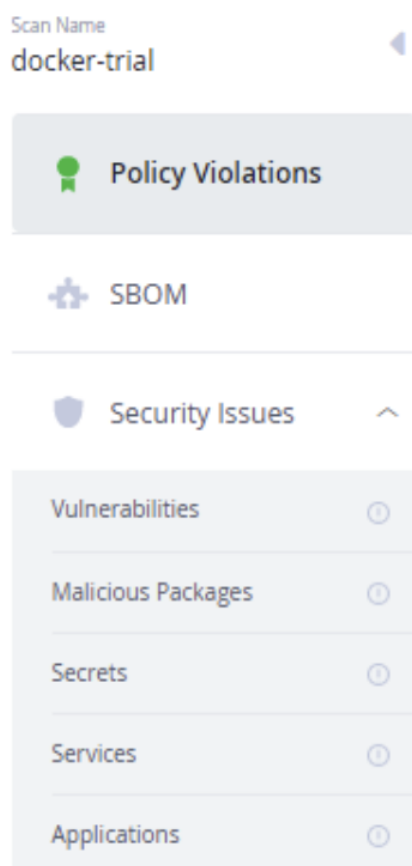 Scan Name
docker-trial
Policy Violations
SBOM
Security Issues
Vulnerabilities
Malicious Packages
Secrets
Services
Applications